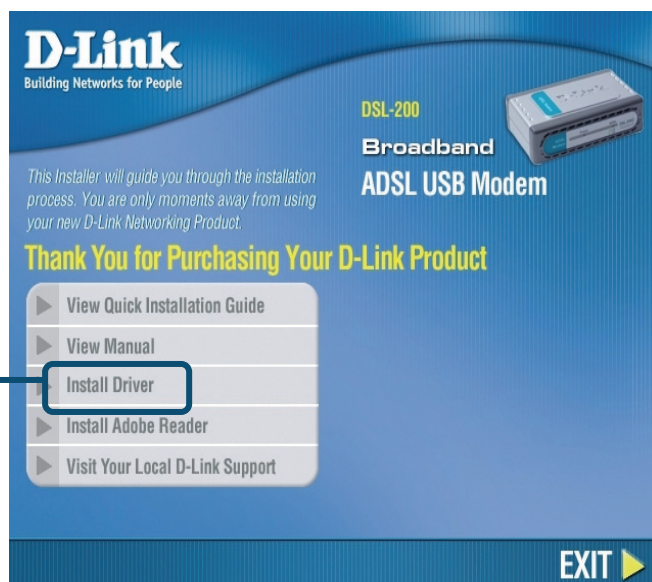 D-Link
Building Networks for People
DSL-200
Broadband
ADSL USB Modem
This Installer will guide you through the installation
process. You are only moments away from using
your new D-Link Networking Product.
Thank You for Purchasing Your D-Link Product
View Quick Installation Guide
View Manual
Install Driver
Install Adobe Reader
Visit Your Local D-Link Support
EXIT